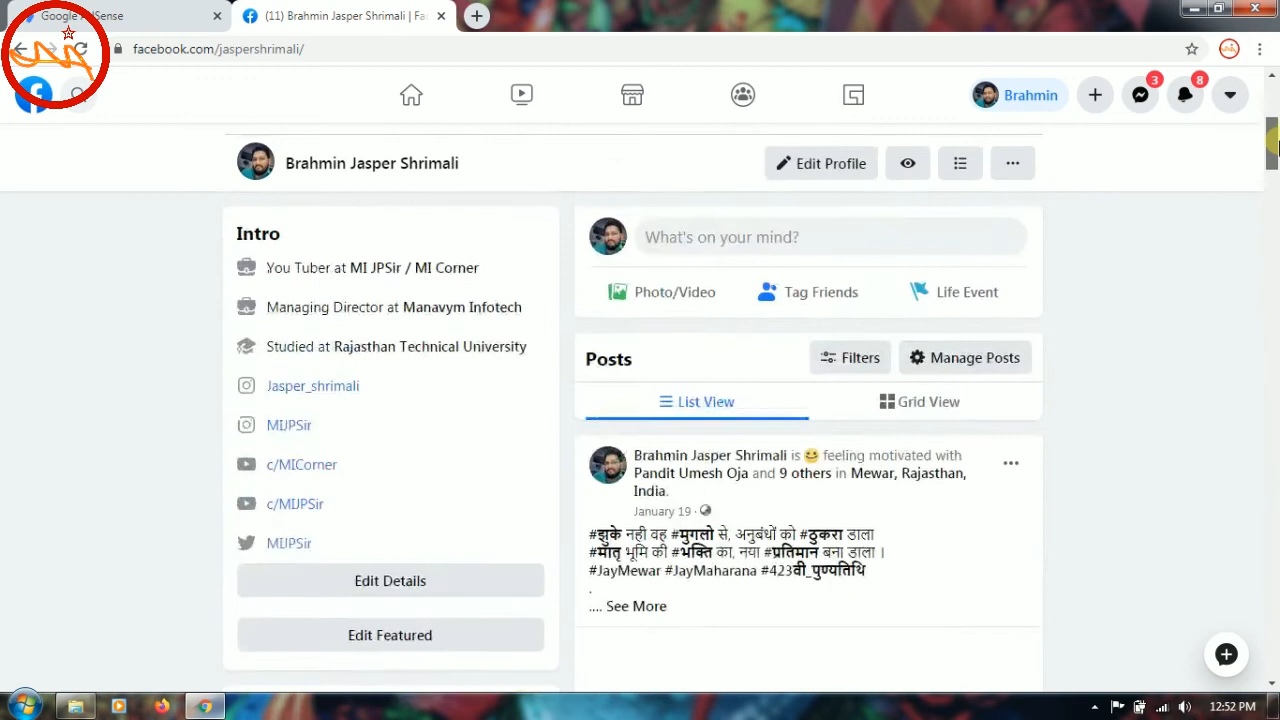 Google AdSense
(11) Brahmin Jasper Shrimali | Fac
facebook.com/jaspershrimali/
Brahmin
3
8
Brahmin Jasper Shrimali
Edit Profile
Intro
You Tuber at MI JPSir / MI Corner
Managing Director at Manavym Infotech
Studied at Rajasthan Technical University
Jasper_shrimali
MIJPSir
c/MICorner
c/MIJPSir
MIJPSir
Edit Details
Edit Featured
What's on your mind?
Photo/Video
Tag Friends
Life Event
Posts
Filters
Manage Posts
List View
Grid View
Brahmin Jasper Shrimali is feeling motivated with
Pandit Umesh Oja and 9 others in Mewar, Rajasthan,
India.
January 19 ·
#झुके नही वह #मुगलो से, अनुबंधों को #ठुकरा डाला
#मातृ भूमि की #भक्ति का, नया #प्रतिमान बना डाला ।
#JayMewar #JayMaharana #423वी_पुण्यतिथि
.
.... See More
12:52 PM